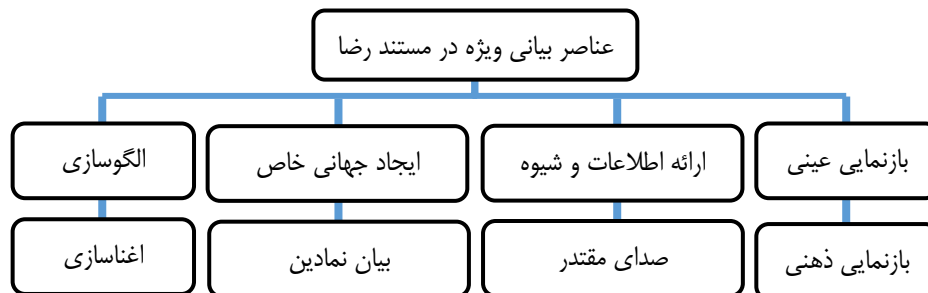 عناصر بیانی ویژه در مستند رضا
بازنمایی عینی
ارائه اطلاعات و شیوه
ایجاد جهانی خاص
الگوسازی
بازنمایی ذهنی
صدای مقتدر
بیان نمادین
اغناسازی